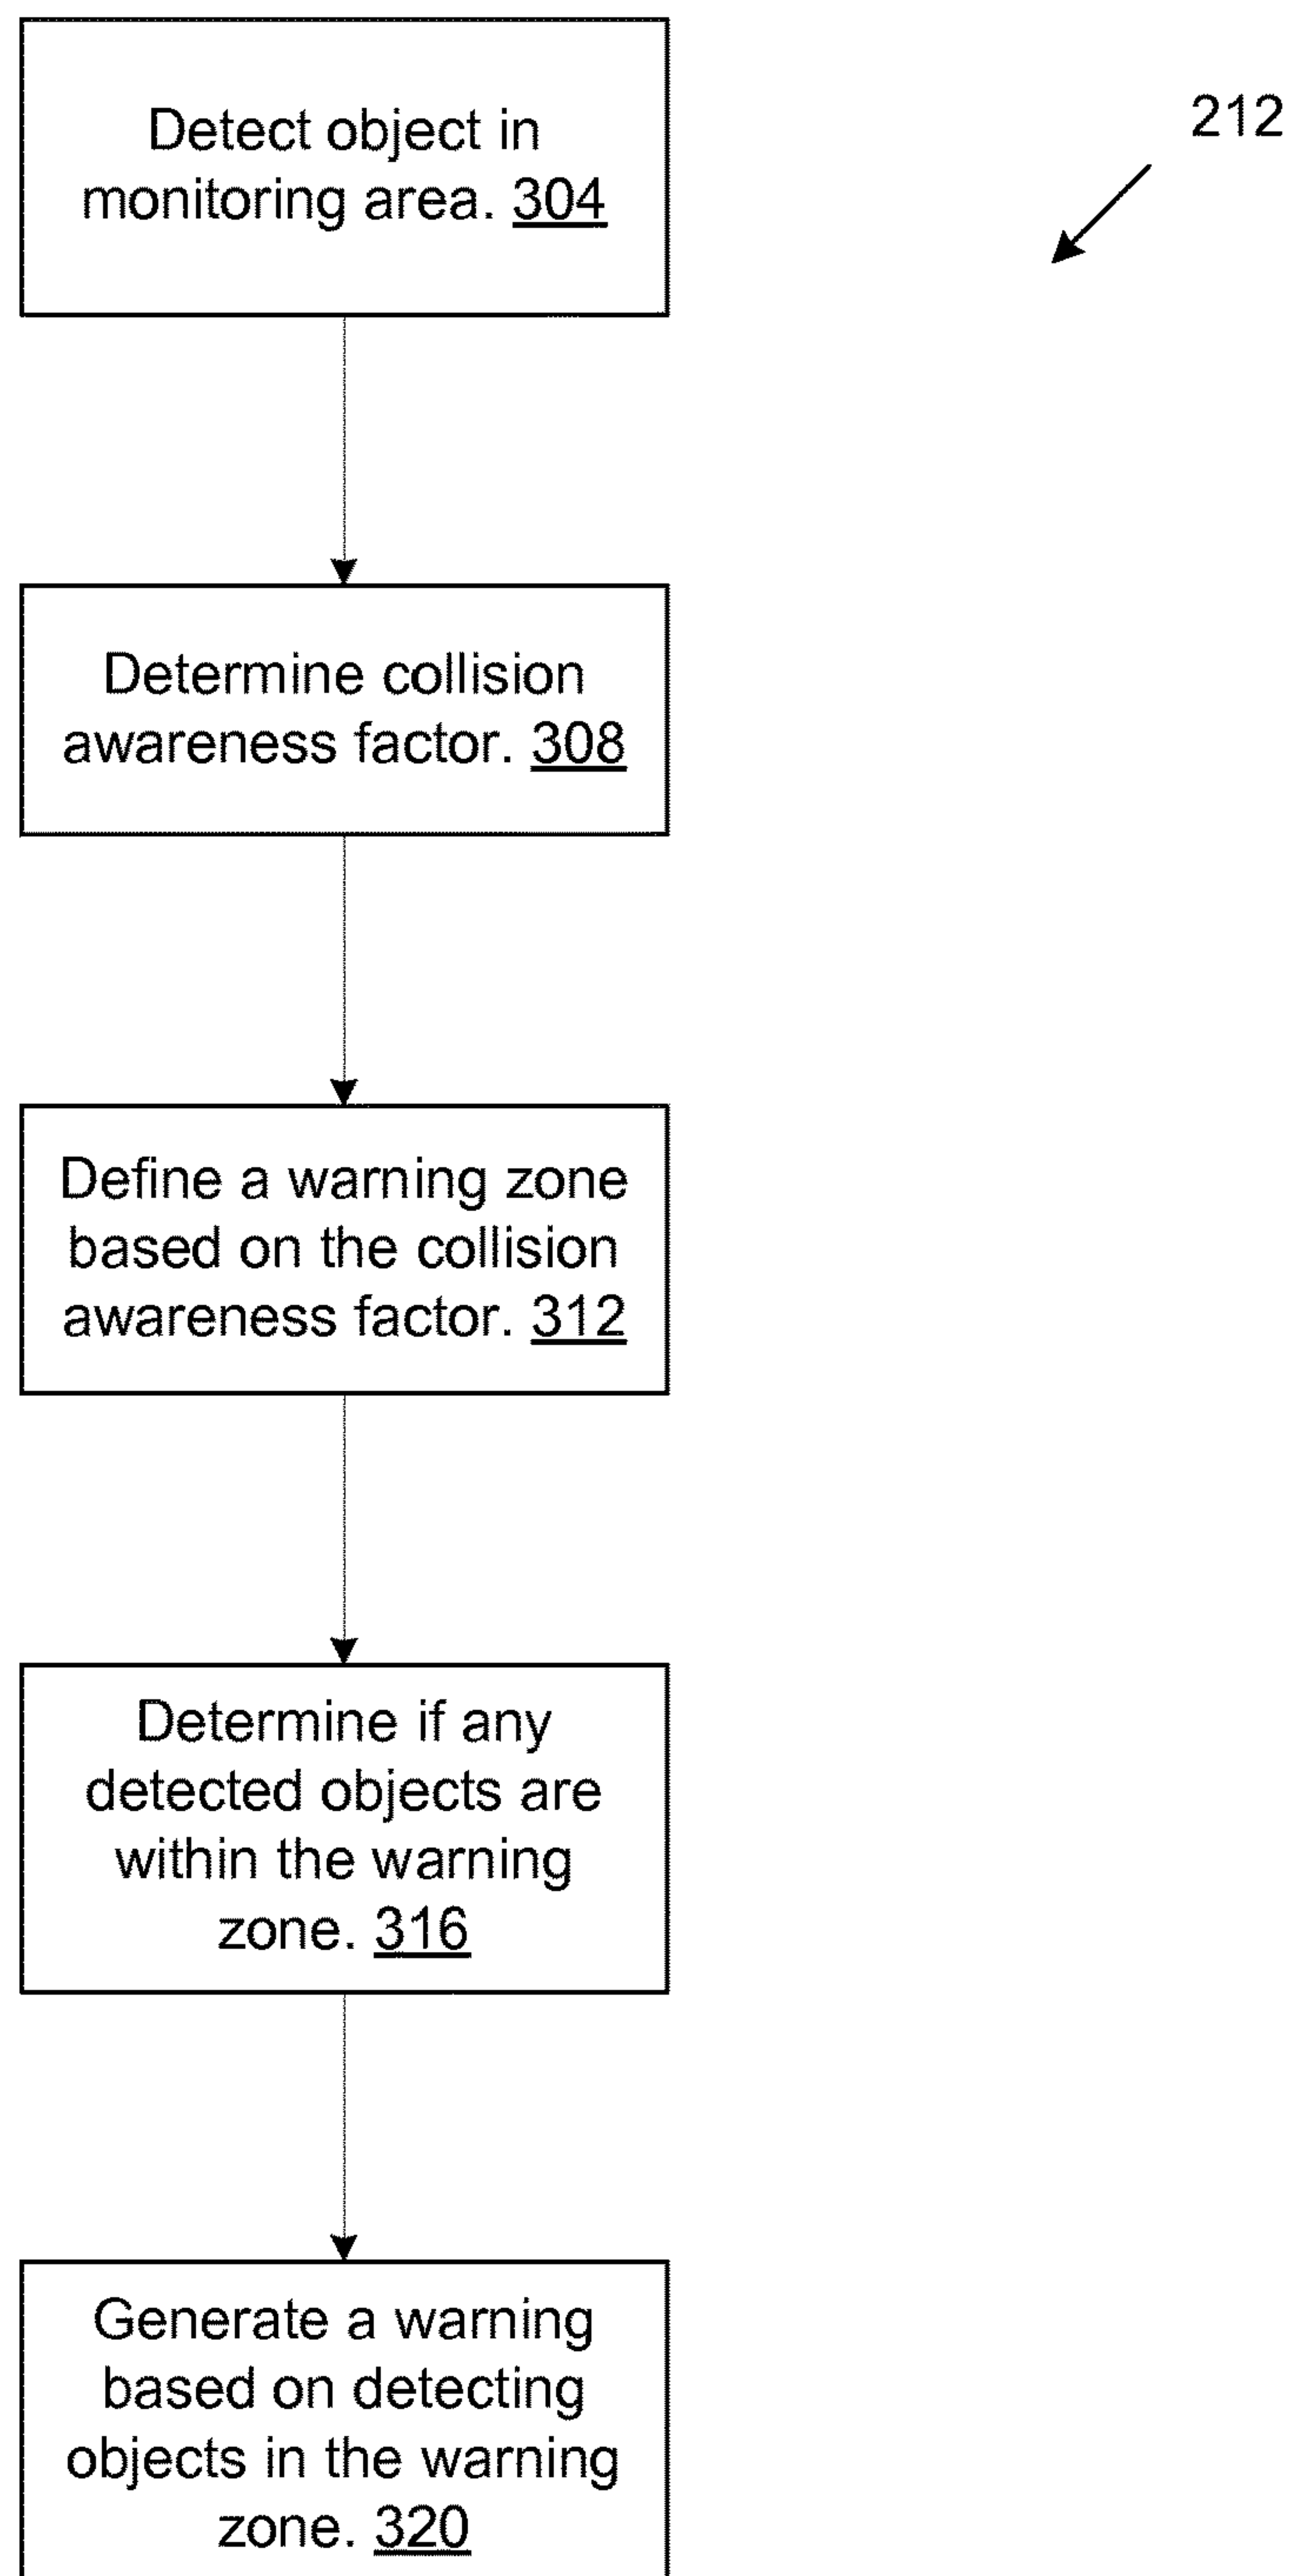 Detect object in
monitoring area. 304
212
Determine collision
awareness factor. 308
Define a warning zone
based on the collision
awareness factor. 312
Determine if any
detected objects are
within the warning
zone. 316
Generate a warning
based on detecting
objects in the warning
zone. 320